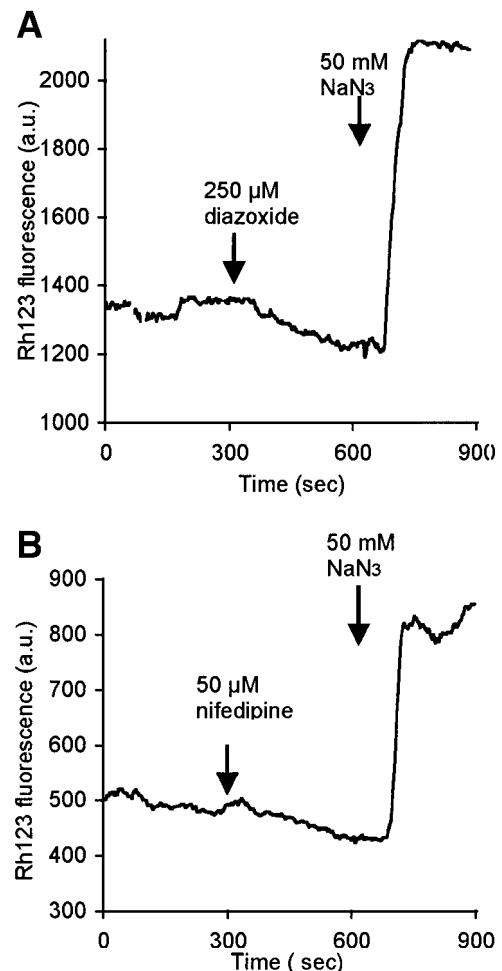 A
50 mM
NaN3
250 µM
diazoxide
Rh123 fluorescence (a.u.)
2000
1800
1600
1400
1200
1000
0
300
600
900
Time (sec)
B
50 mM
NaN3
50 µM
nifedipine
Rh123 fluorescence (a.u.)
900
800
700
600
500
400
300
0
300
600
900
Time ( sec)